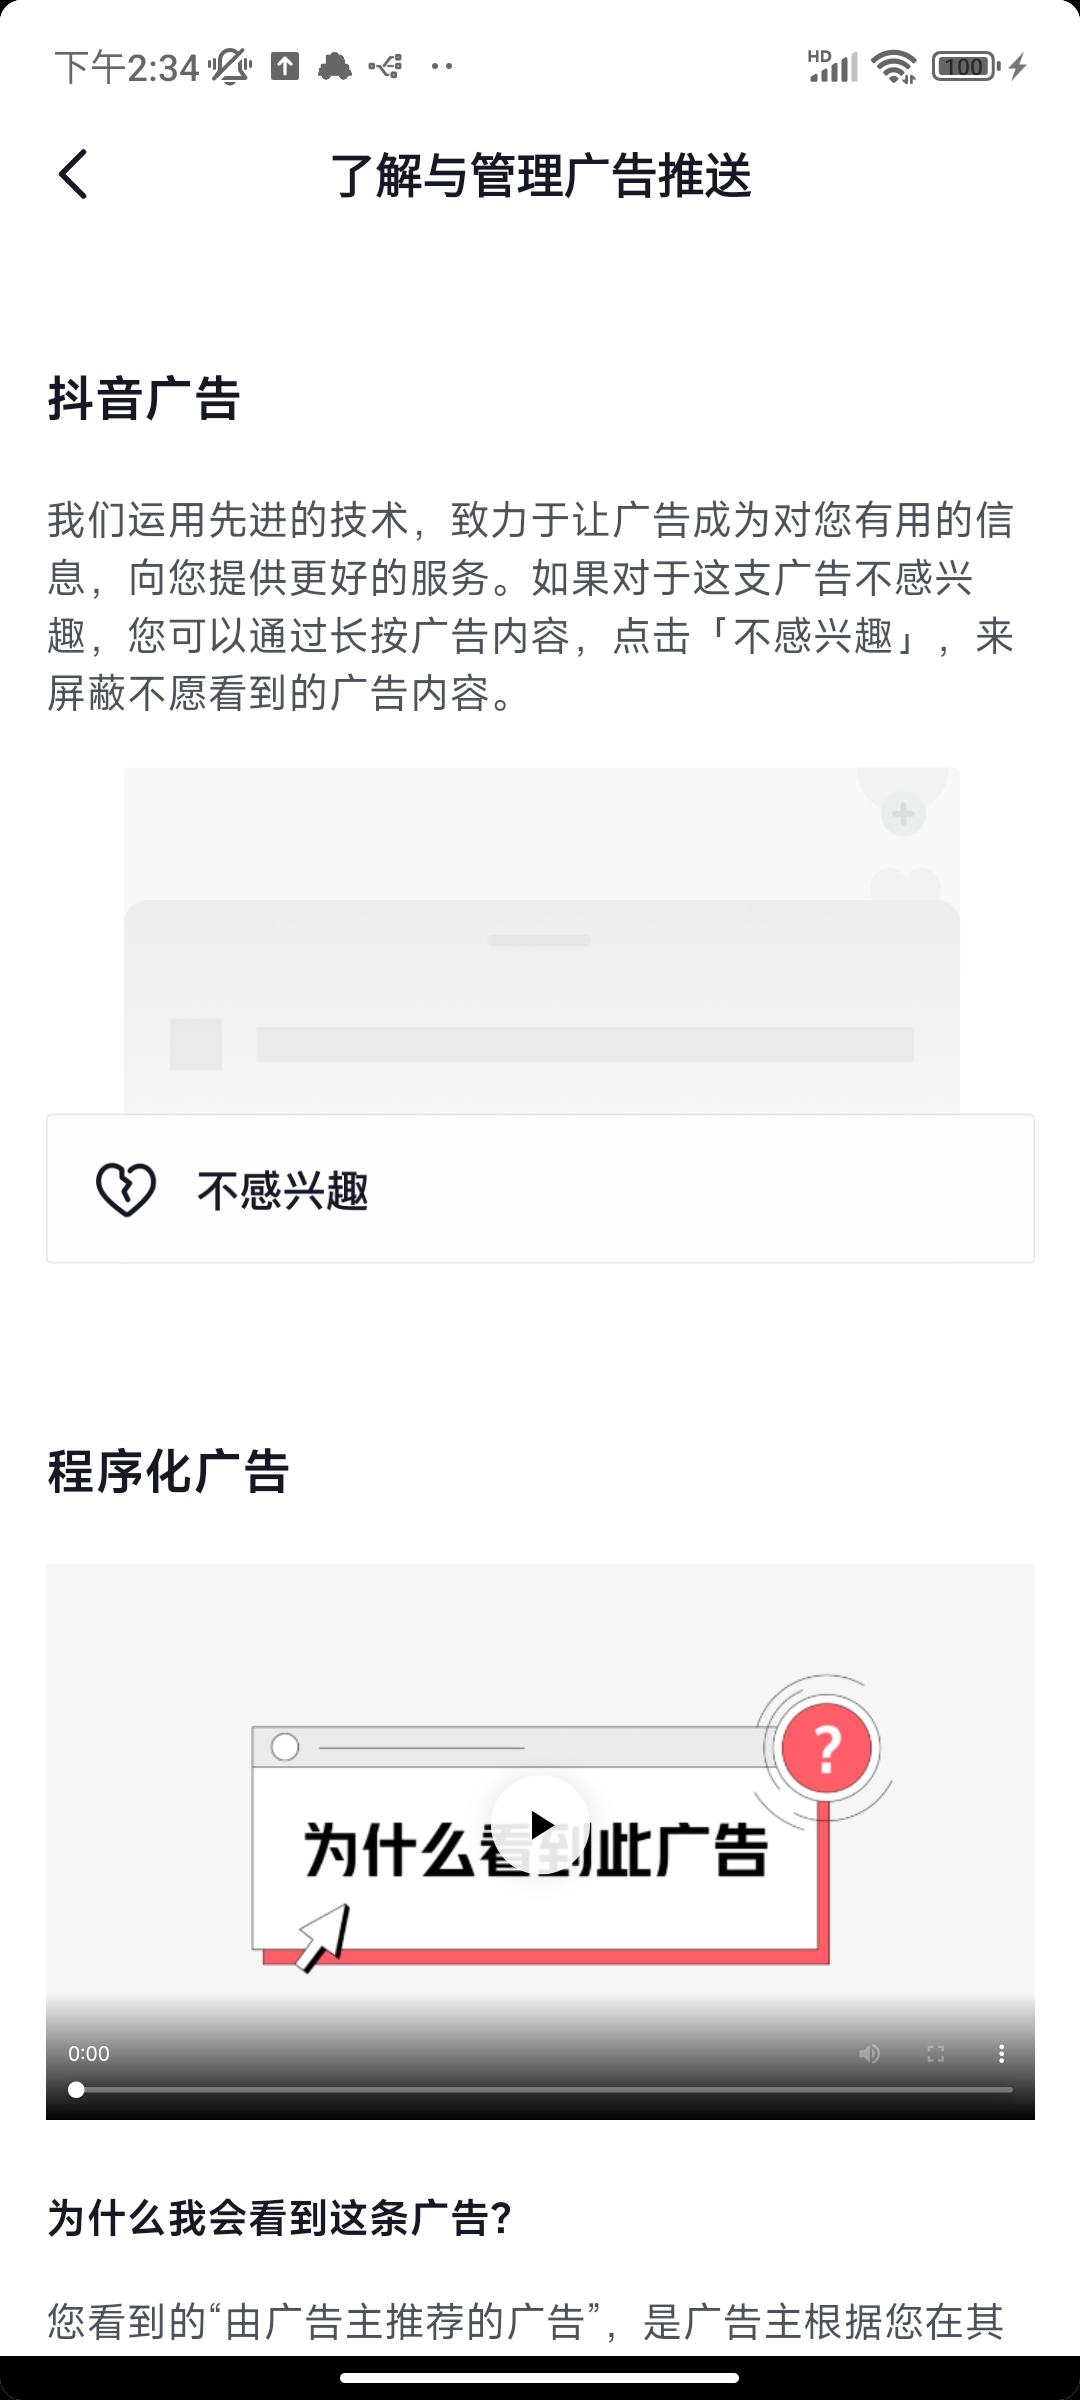 下午2:34
HD
100
了解与管理广告推送
抖音广告
我们运用先进的技术，致力于让广告成为对您有用的信
息，向您提供更好的服务。如果对于这支广告不感兴
趣，您可以通过长按广告内容，点击「不感兴趣」，来
屏蔽不愿看到的广告内容。
不感兴趣
程序化广告
?
为什么看到此广告
0:00
为什么我会看到这条广告？
您看到的“由广告主推荐的广告”，是广告主根据您在其